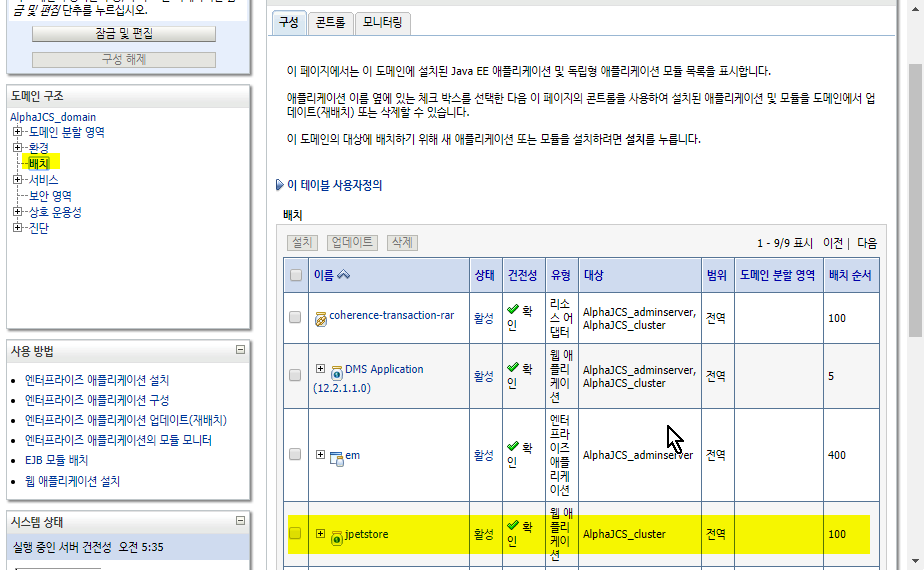 금 및 편집 단추를 누르십시오.
잠금 및 편집
구성 해제
도메인 구조
AlphaJCS_domain
도메인 분할 영역
환경
배치
서비스
보안 영역
상호 운용성
진단
사용 방법
엔터프라이즈 애플리케이션 설치
엔터프라이즈 애플리케이션 구성
엔터프라이즈 애플리케이션 업데이트(재배치)
엔터프라이즈 애플리케이션의 모듈 모니터
EJB 모듈 배치
웹 애플리케이션 설치
시스템 상태
실행 중인 서버 건전성 오전 5:35
구성 콘트롤 모니터링
이 페이지에서는 이 도메인에 설치된 Java EE 애플리케이션 및 독립형 애플리케이션 모듈 목록을 표시합니다.
애플리케이션 이름 옆에 있는 체크 박스를 선택한 다음 이 페이지의 콘트롤을 사용하여 설치된 애플리케이션 및 모듈을 도메인에서 업
데이트(재배치) 또는 삭제할 수 있습니다.
이 도메인의 대상에 배치하기 위해 새 애플리케이션 또는 모듈을 설치하려면 설치를 누릅니다.
이 테이블 사용자정의
배치
설치 업데이트 삭제 1 - 9/9 표시 이전 | 다음
이름 상태 건전성 유형 대상 범위 도메인 분할 영역 배치 순서
coherence-transaction-rar
활성
확
인
리소
스 어
댑터
AlphaJCS_adminserver,
AlphaJCS_cluster
전역
100
DMS Application
(12.2.1.1.0)
활성
확
인
웹 애
플리
케이
션
AlphaJCS_adminserver,
AlphaJCS_cluster
전역
5
em
활성
확
인
엔터
프라
이즈
애플
리케
이션
AlphaJCS_adminserver
전역
400
jpetstore
활성
확
인
웹 애
플리
케이
션
AlphaJCS_cluster
전역
100